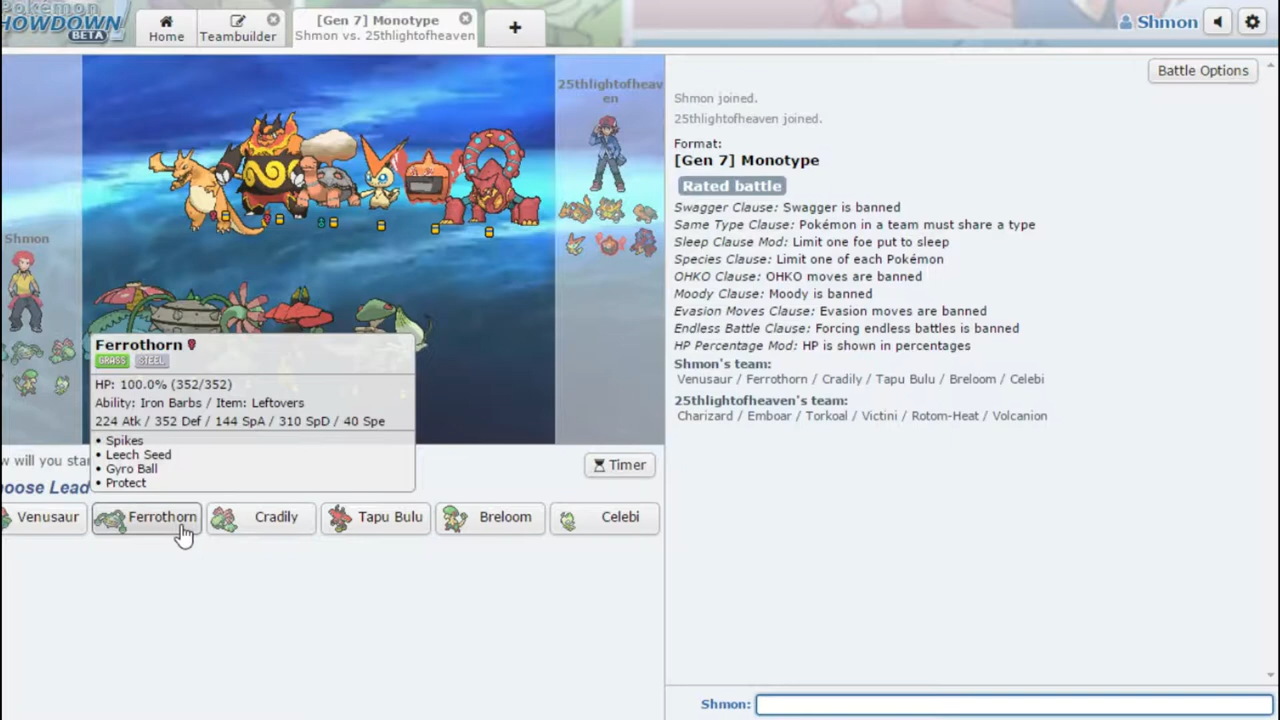 Pokémon
HOWDOWN
BETA
Home
Teambuilder
[Gen 7] Monotype
Shmon vs. 25thlightofheaven
+
Shmon
Battle Options
25thlightofheav
en
Shmon
Shmon joined.
25thlightofheaven joined.
Format:
[Gen 7] Monotype
Rated battle
Swagger Clause: Swagger is banned
Same Type Clause: Pokémon in a team must share a type
Sleep Clause Mod: Limit one foe put to sleep
Species Clause: Limit one of each Pokémon
OHKO Clause: OHKO moves are banned
Moody Clause: Moody is banned
Evasion Moves Clause: Evasion moves are banned
Endless Battle Clause: Forcing endless battles is banned
HP Percentage Mod: HP is shown in percentages
Shmon's team:
Venusaur / Ferrothorn / Cradily / Tapu Bulu / Breloom / Celebi
25thlightofheaven's team:
Charizard / Emboar / Torkoal / Victini / Rotom-Heat / Volcanion
Ferrothorn
GRASS STEEL
HP: 100.0% (352/352)
Ability: Iron Barbs / Item: Leftovers
224 Atk / 352 Def / 144 SpA / 310 SpD / 40 Spe
• Spikes
• Leech Seed
• Gyro Ball
• Protect
w will you sta
Timer
oose Lead
Venusaur
Ferrothorn
Cradily
Tapu Bulu
Breloom
Celebi
Shmon: